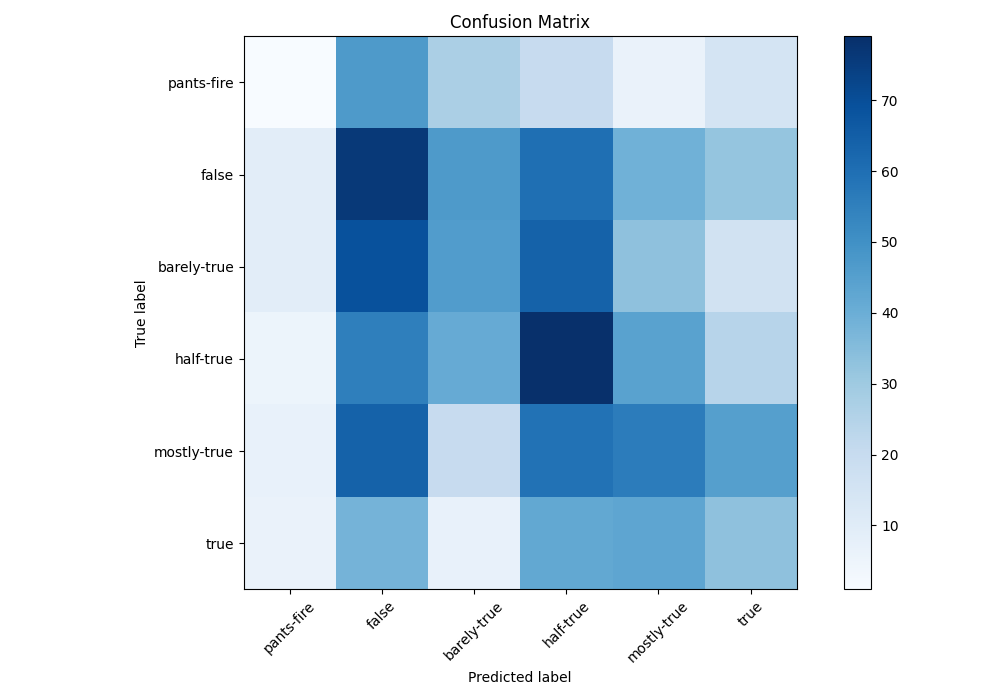 Confusion Matrix
pants-fire
false
barely-true
half-true
mostly-true
true
True label
pants-fire
false
barely-true
half-true
mostly-true
true
Predicted label
70
60
50
40
30
20
10